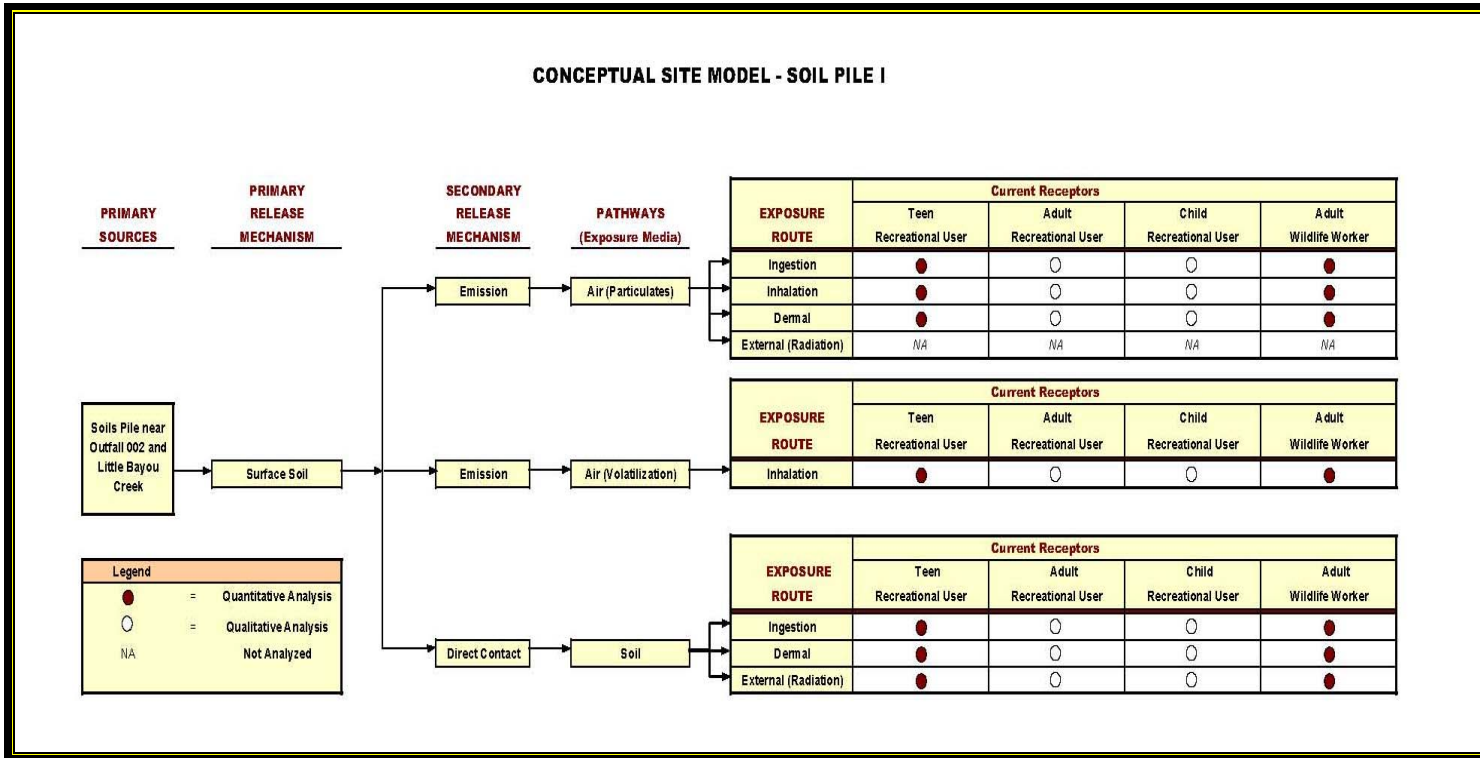 CONCEPTUAL SITE MODEL - SOIL PILE I
PRIMARY
SOURCES
PRIMARY
RELEASE
MECHANISM
SECONDARY
RELEASE
MECHANISM
PATHWAYS
(Exposure Media)
EXPOSURE
ROUTE
Current Receptors
Teen
Recreational User
Adult
Recreational User
Child
Recreational User
Adult
Wildlife Worker
Emission
Air (Particulates)
Ingestion
Inhalation
Dermal
External (Radiation) NA NA NA NA
Soils Pile near
Outfall 002 and
Little Bayou
Creek
Surface Soil
Emission
Air (Volatilization)
EXPOSURE
ROUTE
Current Receptors
Teen
Recreational User
Adult
Recreational User
Child
Recreational User
Adult
Wildlife Worker
Inhalation
Direct Contact
Soil
EXPOSURE
ROUTE
Current Receptors
Teen
Recreational User
Adult
Recreational User
Child
Recreational User
Adult
Wildlife Worker
Ingestion
Dermal
External (Radiation)
Legend
= Quantitative Analysis
= Qualitative Analysis
NA Not Analyzed